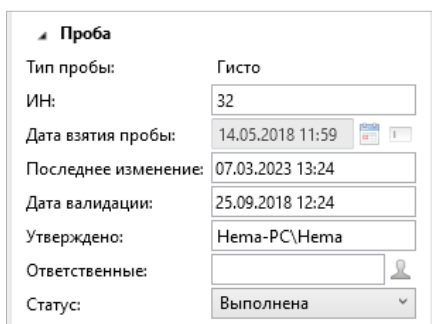 Проба
Тип пробы: Гисто
ИН: 32
Дата взятия пробы: 14.05.2018 11:59
Последнее изменение: 07.03.2023 13:24
Дата валидации: 25.09.2018 12:24
Утверждено: Hema-PC\Hema
Ответственные:
Статус: Выполнена